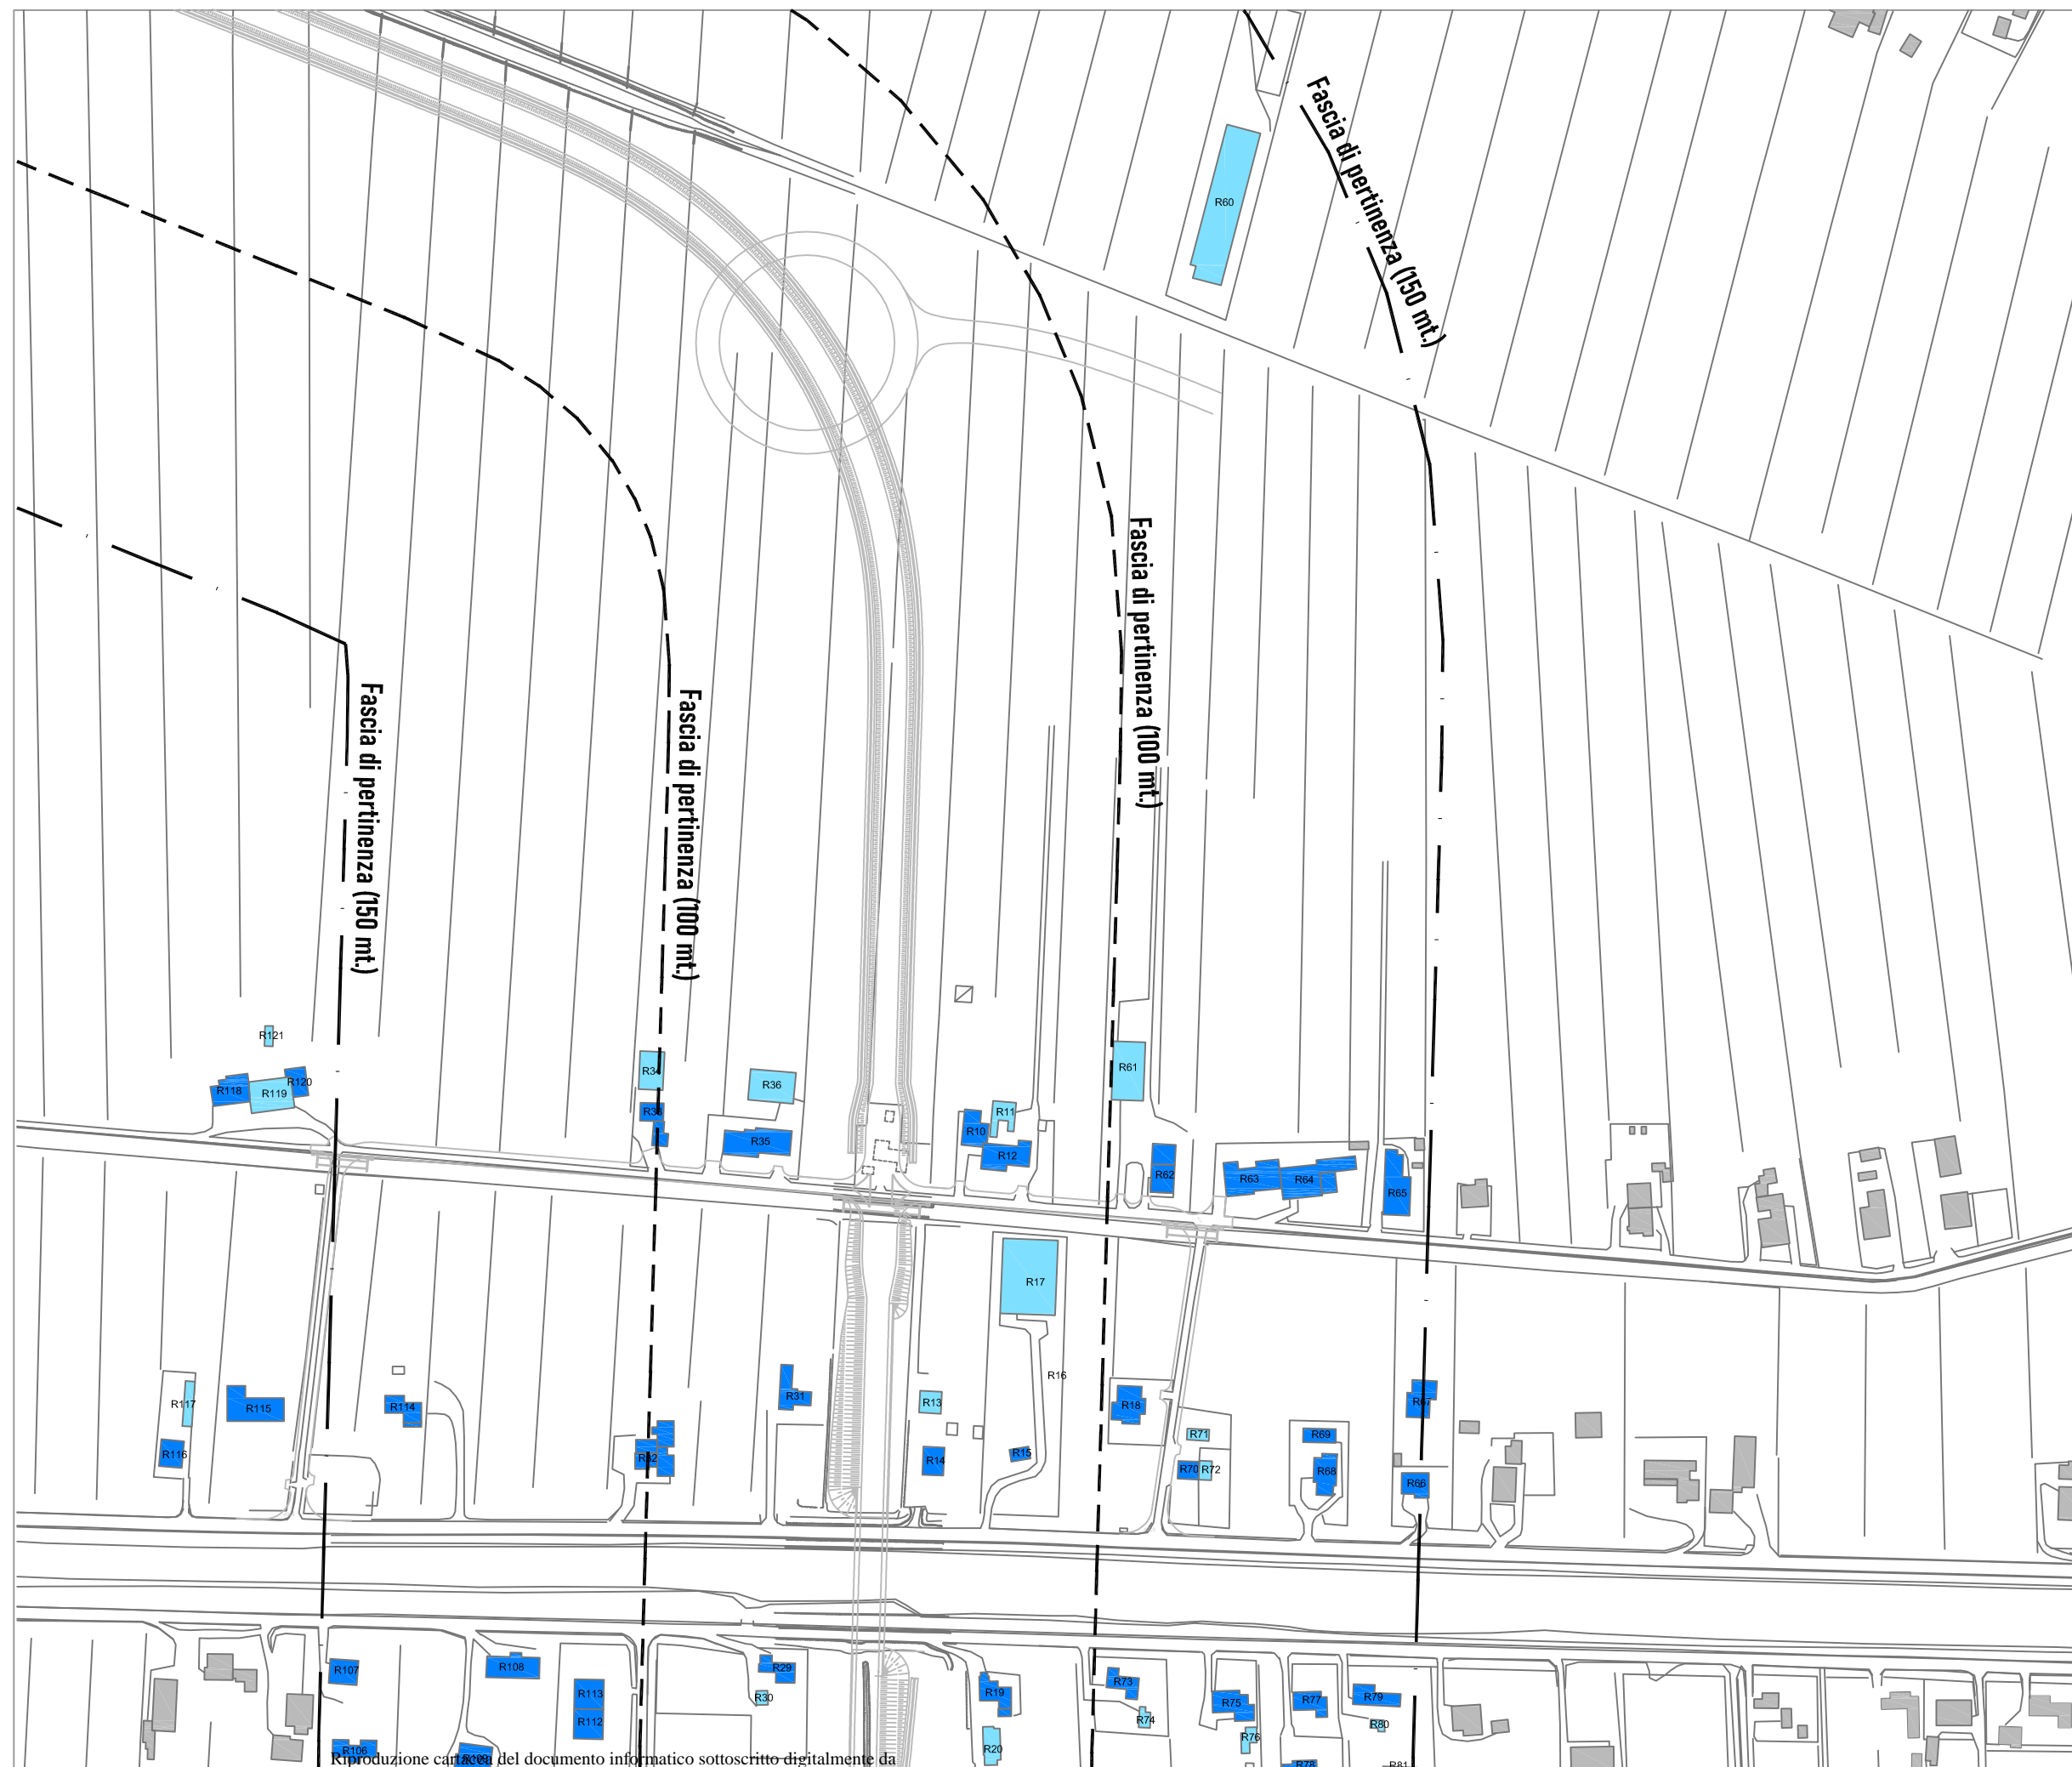 Fascia di pertinenza (150 mt.)
R60
Fascia di pertinenza (100 mt.)
Fascia di pertinenza (150 mt.)
Fascia di pertinenza (100 mt.)
R121
R118
R119
R120
R34
R36
R61
R33
R35
R10
R11
R12
R62
R63
R64
R65
R17
R16
R117
R115
R114
R31
R13
R18
R67
R116
R32
R14
R15
R71
R70
R72
R69
R68
R66
R107
R108
R113
R112
R29
R30
R19
R20
R73
R74
R75
R76
R77
R79
R80
R106
R109
R78
R81
Riproduzione cartacea del documento informatico sottoscritto digitalmente da